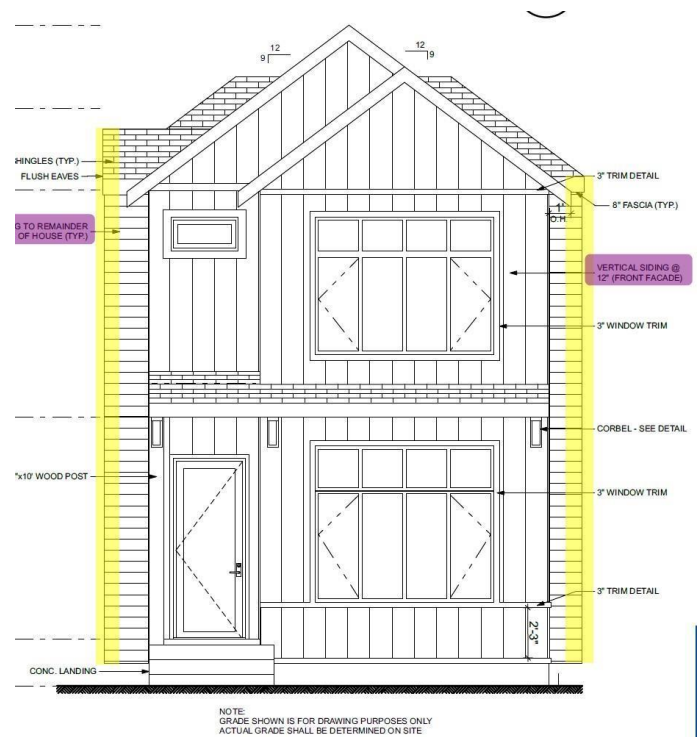 12
9
12
9
HINGLES (TYP.)
FLUSH EAVES
3" TRIM DETAIL
8" FASCIA (TYP.)
1'
O.H.
G TO REMAINDER
OF HOUSE (TYP.)
VERTICAL SIDING @
12" (FRONT FACADE)
3" WINDOW TRIM
CORBEL - SEE DETAIL
"x10' WOOD POST
3" WINDOW TRIM
3" TRIM DETAIL
2'-3"
CONC. LANDING
NOTE:
GRADE SHOWN IS FOR DRAWING PURPOSES ONLY
ACTUAL GRADE SHALL BE DETERMINED ON SITE